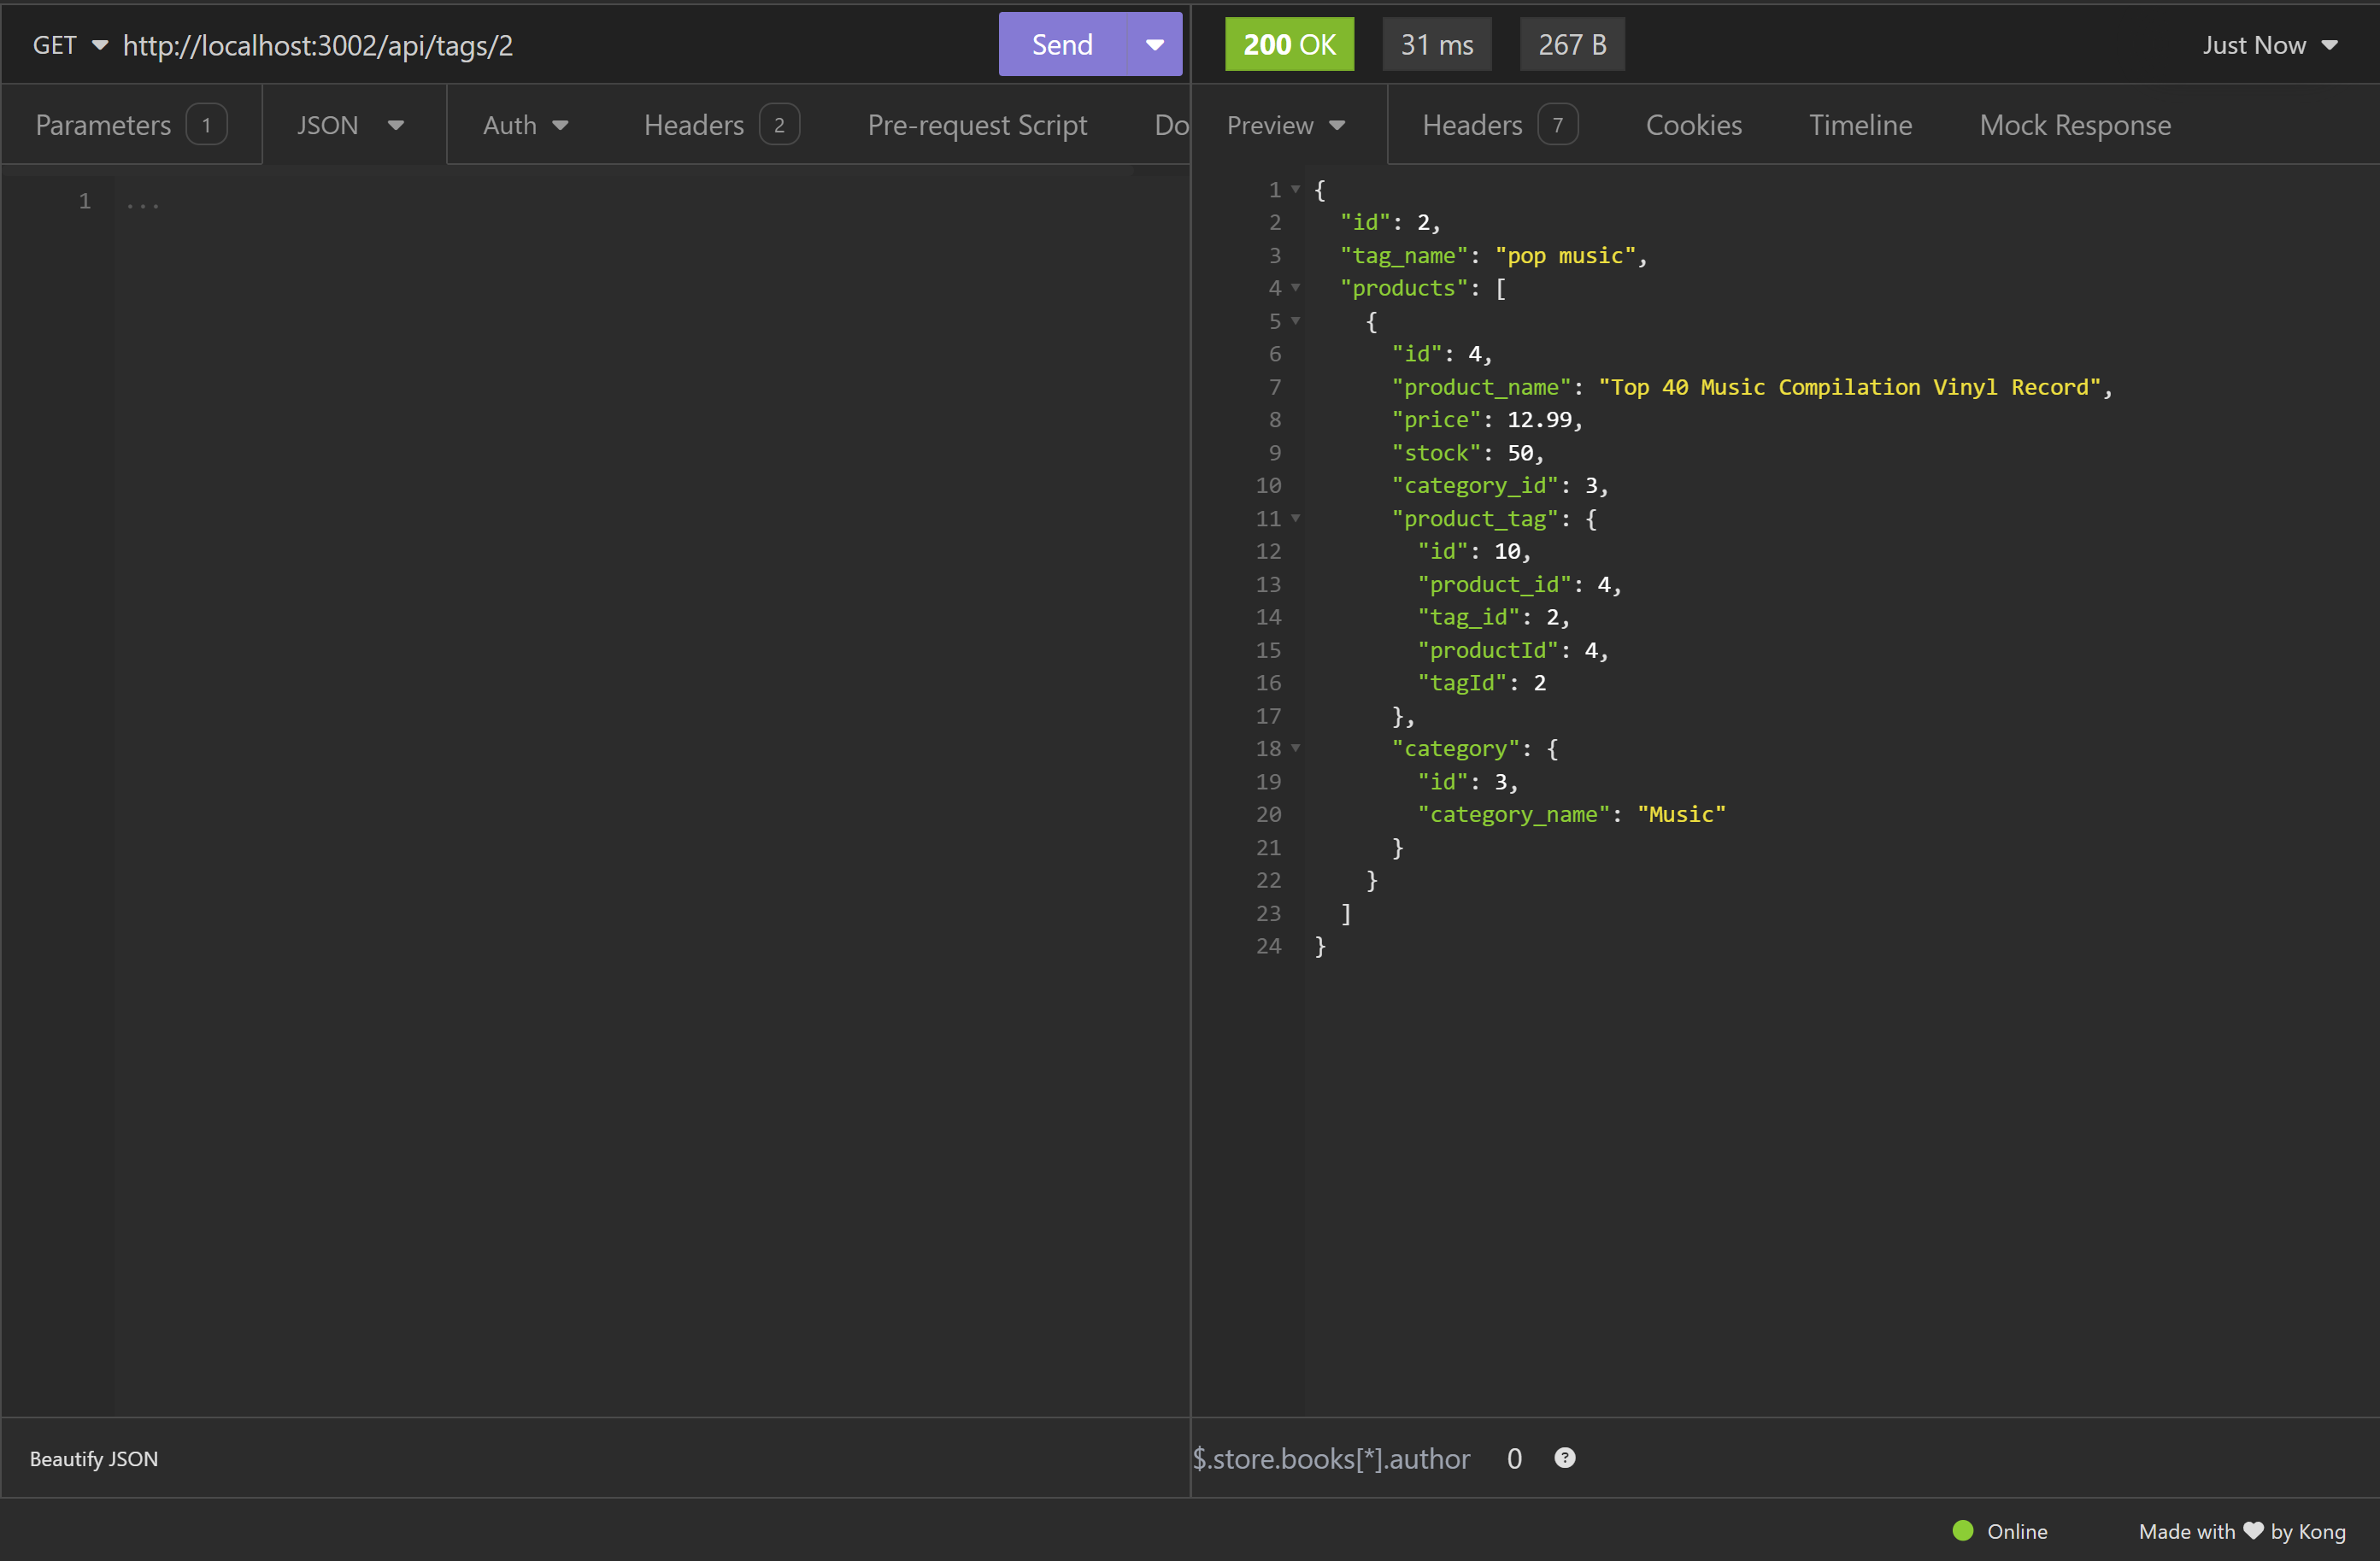 GET http://localhost:3002/api/tags/2 Send
Parameters 1 JSON Auth Headers 2 Pre-request Script Do
1 ...
Beautify JSON
200 OK 31 ms 267 B Just Now
Preview Headers 7 Cookies Timeline Mock Response
1 {
2 "id": 2,
3 "tag_name": "pop music",
4 "products": [
5 {
6 "id": 4,
7 "product_name": "Top 40 Music Compilation Vinyl Record",
8 "price": 12.99,
9 "stock": 50,
10 "category_id": 3,
11 "product_tag": {
12 "id": 10,
13 "product_id": 4,
14 "tag_id": 2,
15 "productId": 4,
16 "tagId": 2
17 },
18 "category": {
19 "id": 3,
20 "category_name": "Music"
21 }
22 }
23 ]
24 }
$.store.books[*].author 0 ?
Online Made with ♥ by Kong